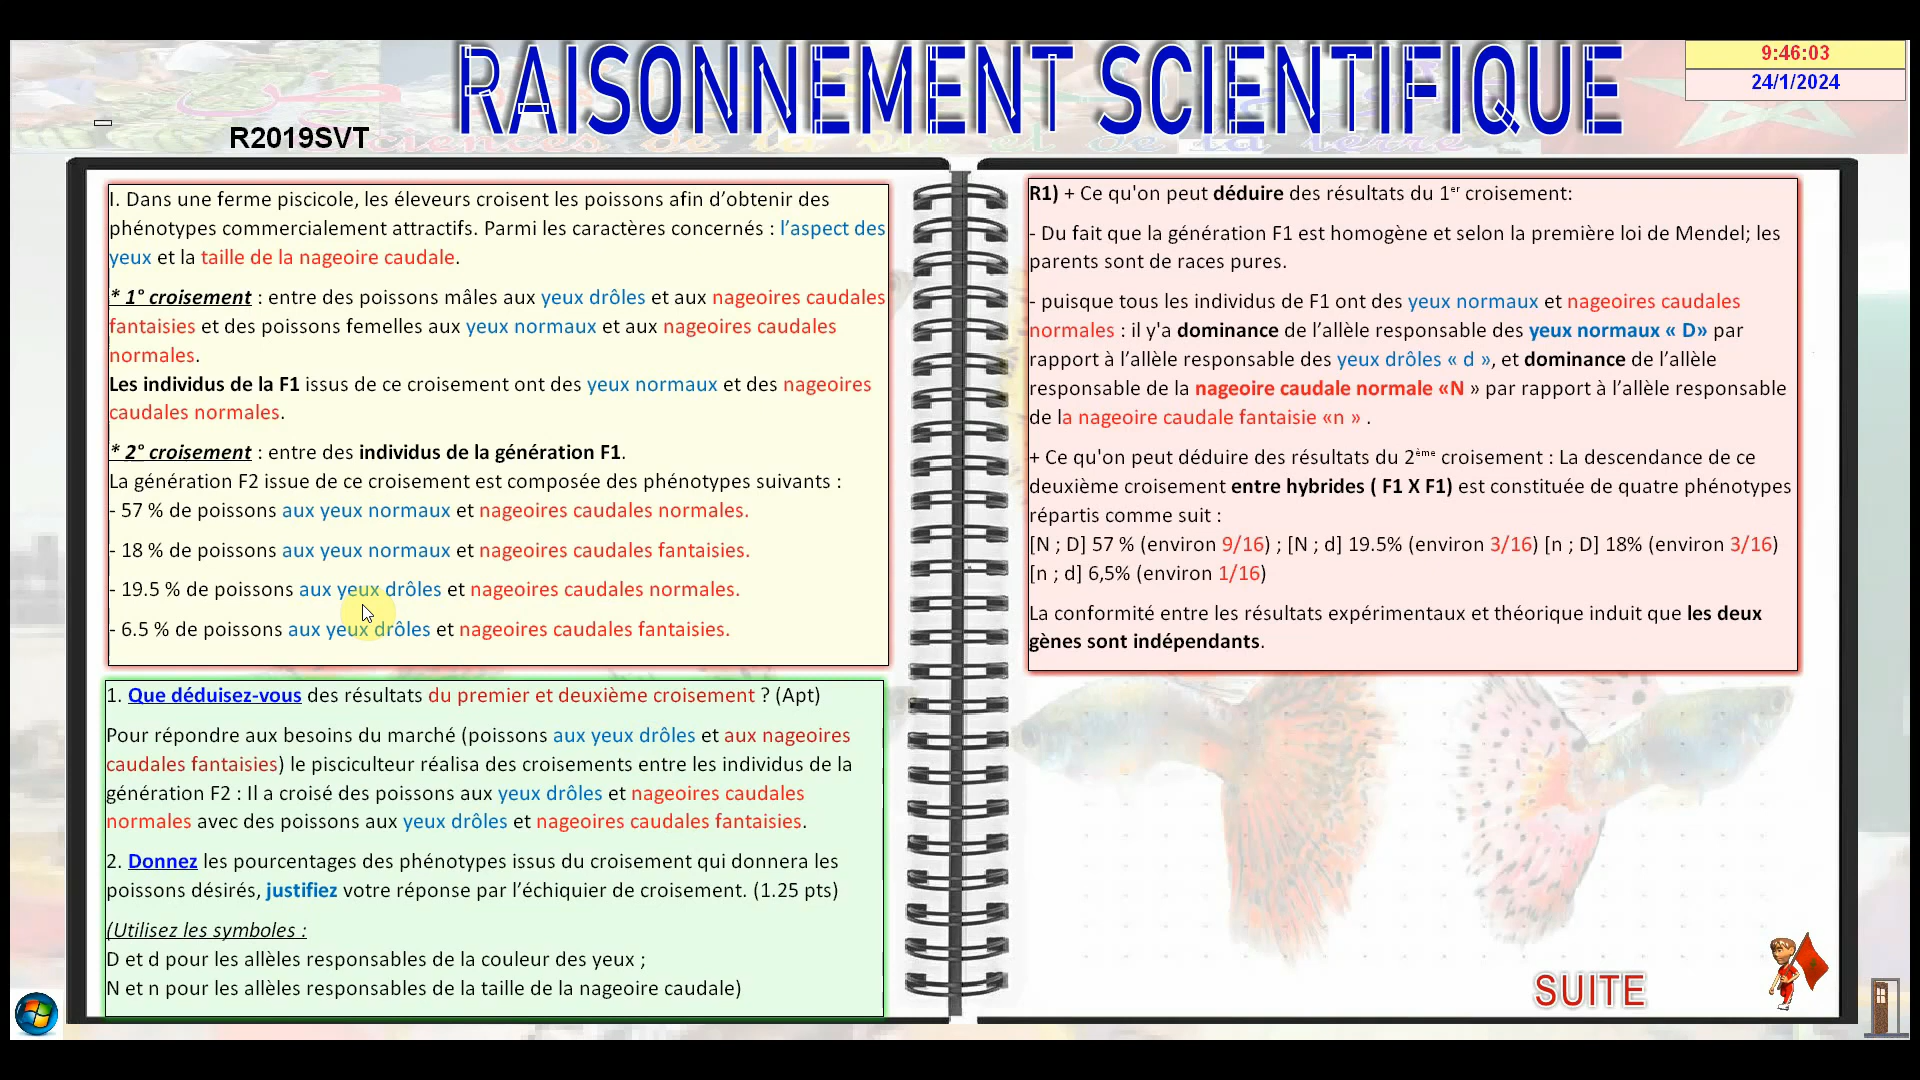 RAISONNEMENT SCIENTIFIQUE
9:46:03
24/1/2024
R2019SVT
Sciences de la vie et de la terre
I. Dans une ferme piscicole, les éleveurs croisent les poissons afin d’obtenir des
phénotypes commercialement attractifs. Parmi les caractères concernés : l’aspect des
yeux et la taille de la nageoire caudale.
* 1° croisement : entre des poissons mâles aux yeux drôles et aux nageoires caudales
fantaisies et des poissons femelles aux yeux normaux et aux nageoires caudales
normales.
Les individus de la F1 issus de ce croisement ont des yeux normaux et des nageoires
caudales normales.
* 2° croisement : entre des individus de la génération F1.
La génération F2 issue de ce croisement est composée des phénotypes suivants :
- 57 % de poissons aux yeux normaux et nageoires caudales normales.
- 18 % de poissons aux yeux normaux et nageoires caudales fantaisies.
- 19.5 % de poissons aux yeux drôles et nageoires caudales normales.
- 6.5 % de poissons aux yeux drôles et nageoires caudales fantaisies.
1. Que déduisez-vous des résultats du premier et deuxième croisement ? (Apt)
Pour répondre aux besoins du marché (poissons aux yeux drôles et aux nageoires
caudales fantaisies) le pisciculteur réalisa des croisements entre les individus de la
génération F2 : Il a croisé des poissons aux yeux drôles et nageoires caudales
normales avec des poissons aux yeux drôles et nageoires caudales fantaisies.
2. Donnez les pourcentages des phénotypes issus du croisement qui donnera les
poissons désirés, justifiez votre réponse par l’échiquier de croisement. (1.25 pts)
(Utilisez les symboles :
D et d pour les allèles responsables de la couleur des yeux ;
N et n pour les allèles responsables de la taille de la nageoire caudale)
R1) + Ce qu'on peut déduire des résultats du 1er croisement:
- Du fait que la génération F1 est homogène et selon la première loi de Mendel; les
parents sont de races pures.
- puisque tous les individus de F1 ont des yeux normaux et nageoires caudales
normales : il y'a dominance de l’allèle responsable des yeux normaux « D» par
rapport à l’allèle responsable des yeux drôles « d », et dominance de l’allèle
responsable de la nageoire caudale normale «N » par rapport à l’allèle responsable
de la nageoire caudale fantaisie «n » .
+ Ce qu'on peut déduire des résultats du 2ème croisement : La descendance de ce
deuxième croisement entre hybrides ( F1 X F1) est constituée de quatre phénotypes
répartis comme suit :
[N ; D] 57 % (environ 9/16) ; [N ; d] 19.5% (environ 3/16) [n ; D] 18% (environ 3/16)
[n ; d] 6,5% (environ 1/16)
La conformité entre les résultats expérimentaux et théorique induit que les deux
gènes sont indépendants.
SUITE